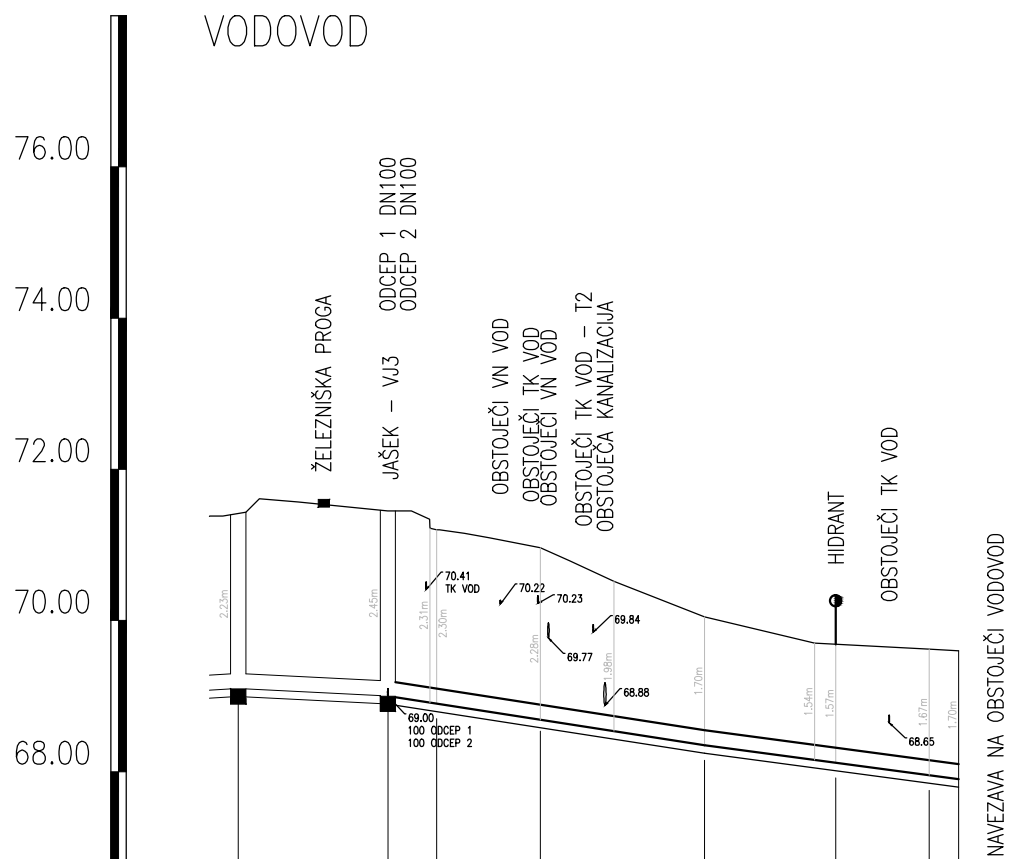 VODOVOD
76.00
74.00
72.00
70.00
68.00
ŽELEZNIŠKA PROGA
ODCEP 1 DN100
ODCEP 2 DN100
JAŠEK – VJ3
OBSTOJEČI VN VOD
OBSTOJEČI TK VOD
OBSTOJEČI VN VOD
OBSTOJEČI TK VOD – T2
OBSTOJEČA KANALIZACIJA
HIDRANT
OBSTOJEČI TK VOD
NAVEZAVA NA OBSTOJEČI VODOVOD
2.23m
2.45m
2.31m
2.30m
2.28m
1.98m
1.70m
1.54m
1.57m
1.67m
1.70m
70.41
TK VOD
70.22
70.23
69.84
69.77
68.88
68.65
69.00
100 ODCEP 1
100 ODCEP 2